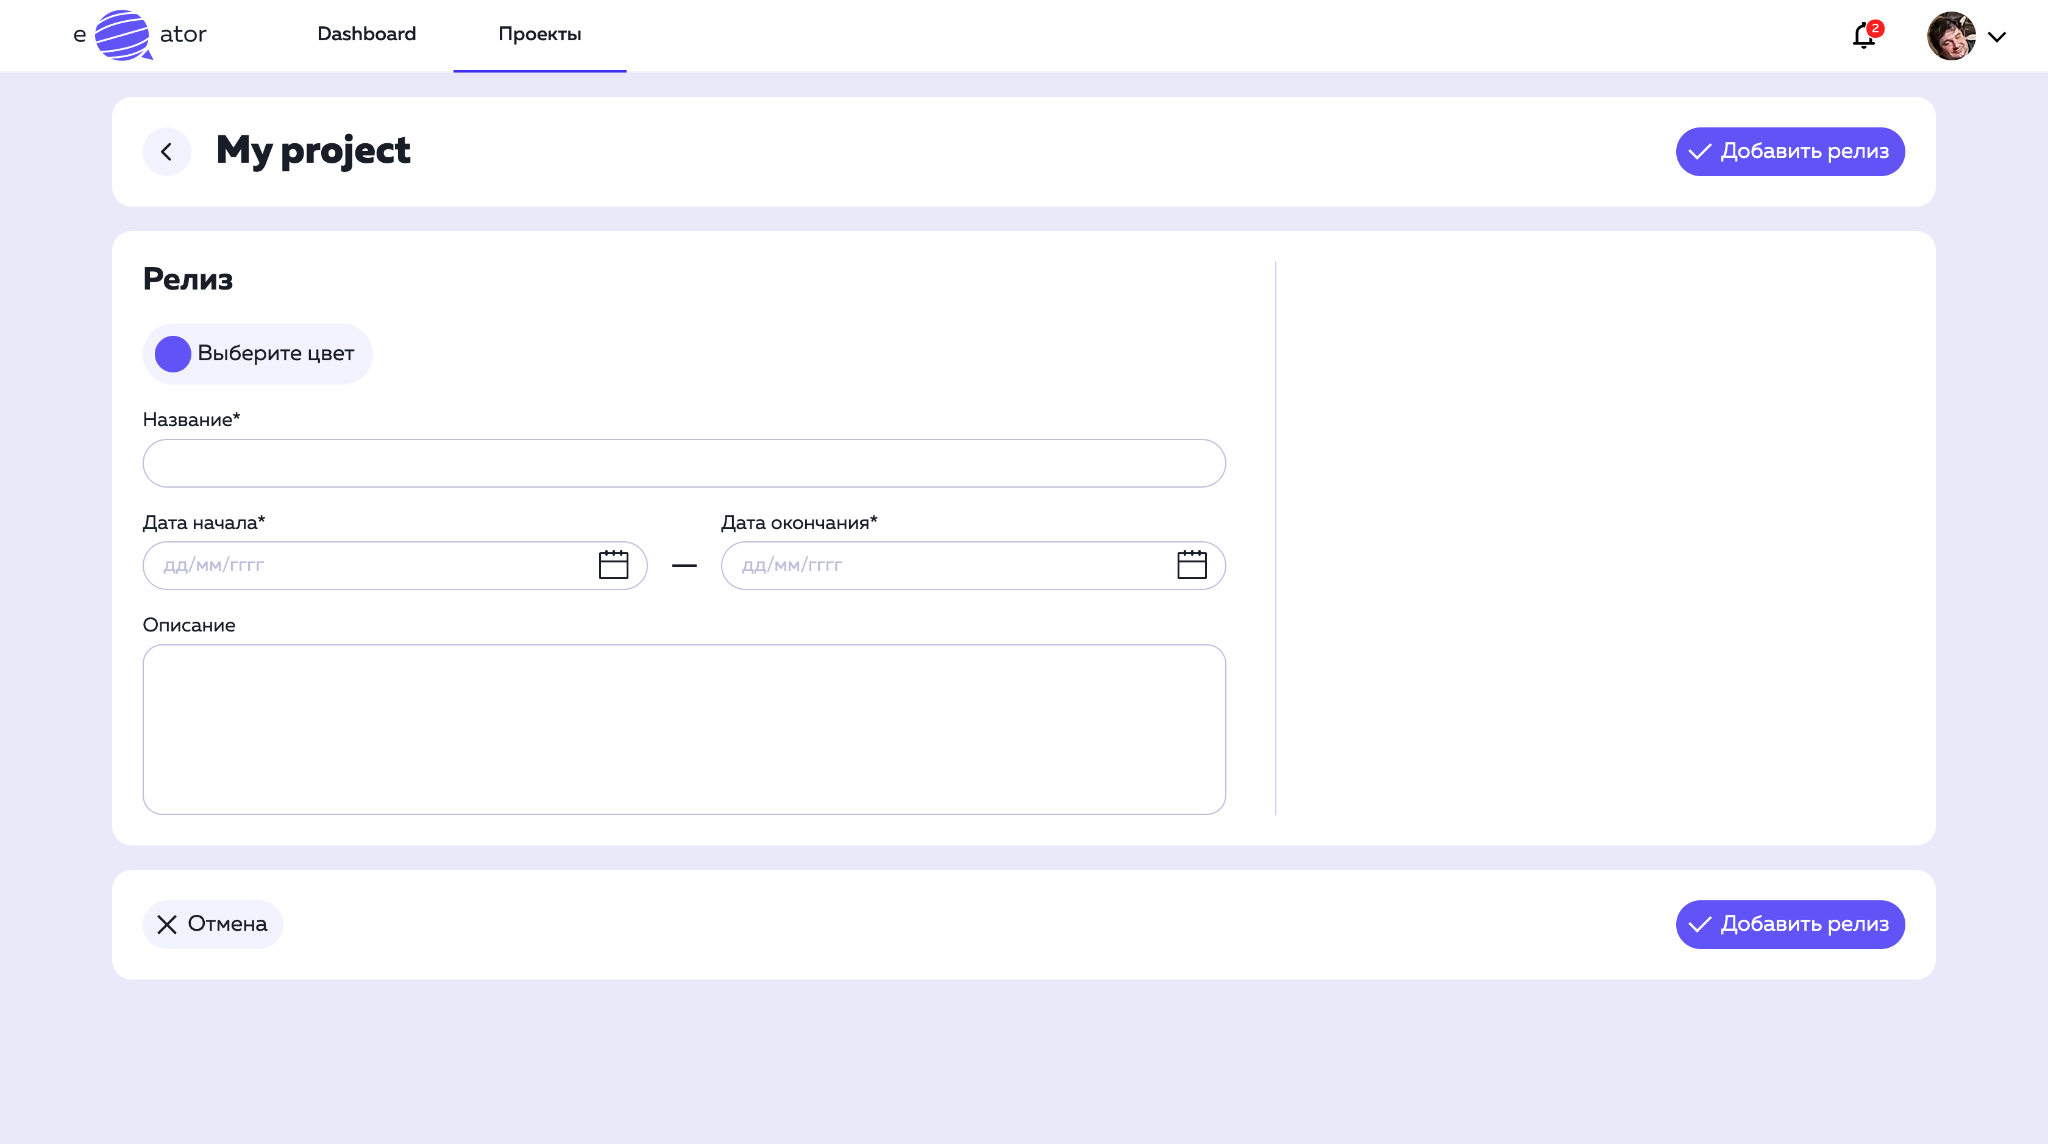 e ator
Dashboard
Проекты
2
My project
Добавить релиз
Релиз
Выберите цвет
Название*
Дата начала*
Дата окончания*
дд/мм/гггг
—
дд/мм/гггг
Описание
Отмена
Добавить релиз